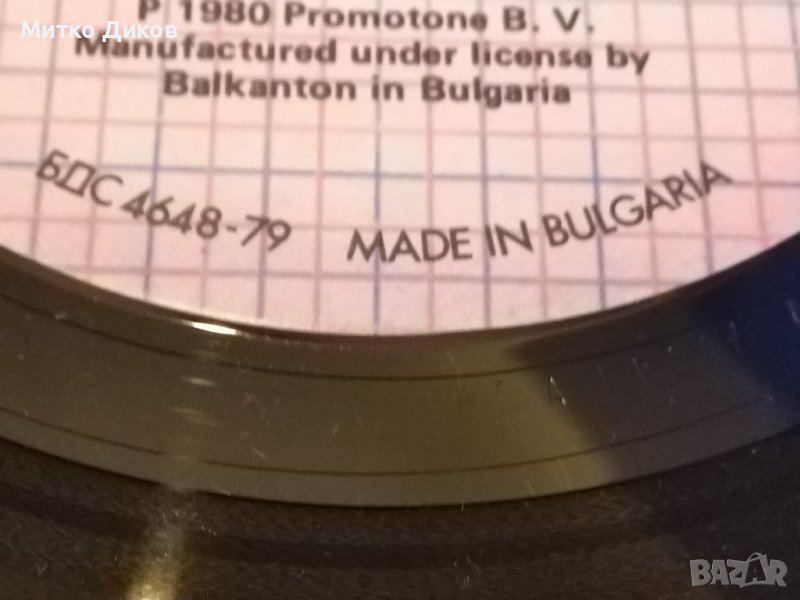 Митко Диков
P 1980 Promotone B. V.
Manufactured under license by
Balkanton in Bulgaria
БДС 4648-79 MADE IN BULGARIA
BAZAR